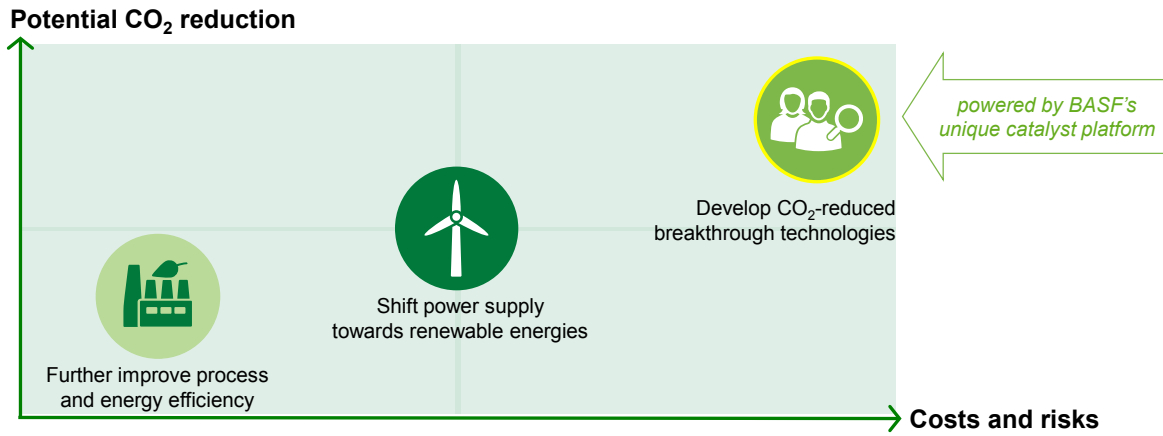 Potential CO₂ reduction
powered by BASF's
unique catalyst platform
Develop CO₂-reduced
breakthrough technologies
Shift power supply
towards renewable energies
Further improve process
and energy efficiency
Costs and risks